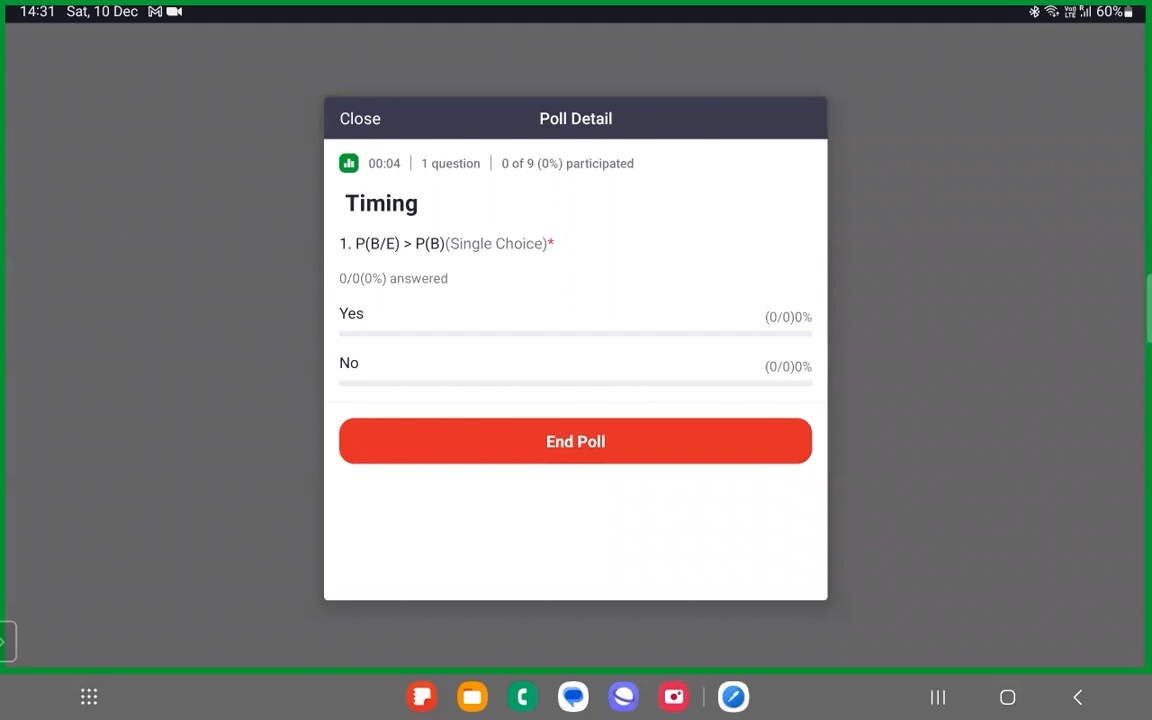 14:31 Sat, 10 Dec 60%
Close Poll Detail
00:04 | 1 question | 0 of 9 (0%) participated
Timing
1. P(B/E) > P(B)(Single Choice)*
0/0(0%) answered
Yes (0/0)0%
No (0/0)0%
End Poll